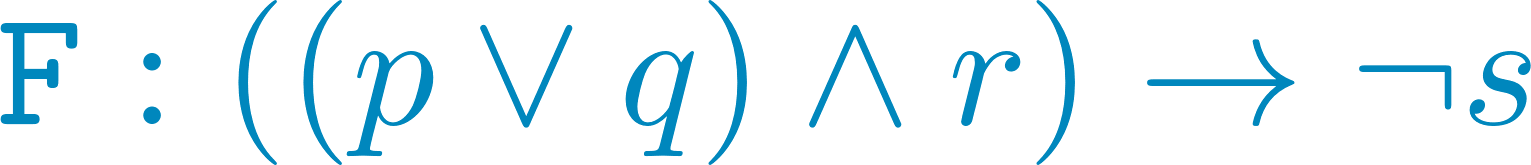 F : ((p ∨ q) ∧ r) → ¬s